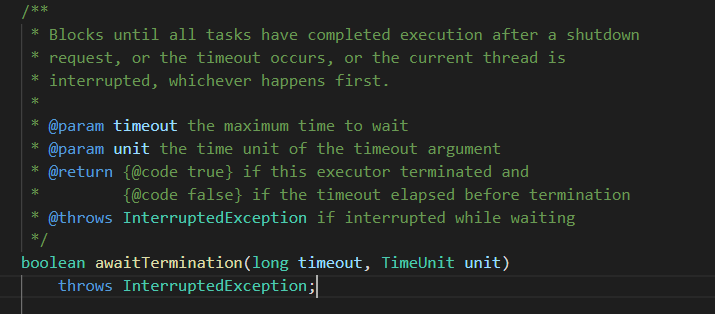 /**
 * Blocks until all tasks have completed execution after a shutdown
 * request, or the timeout occurs, or the current thread is
 * interrupted, whichever happens first.
 *
 * @param timeout the maximum time to wait
 * @param unit the time unit of the timeout argument
 * @return {@code true} if this executor terminated and
 *         {@code false} if the timeout elapsed before termination
 * @throws InterruptedException if interrupted while waiting
 */
boolean awaitTermination(long timeout, TimeUnit unit)
    throws InterruptedException;